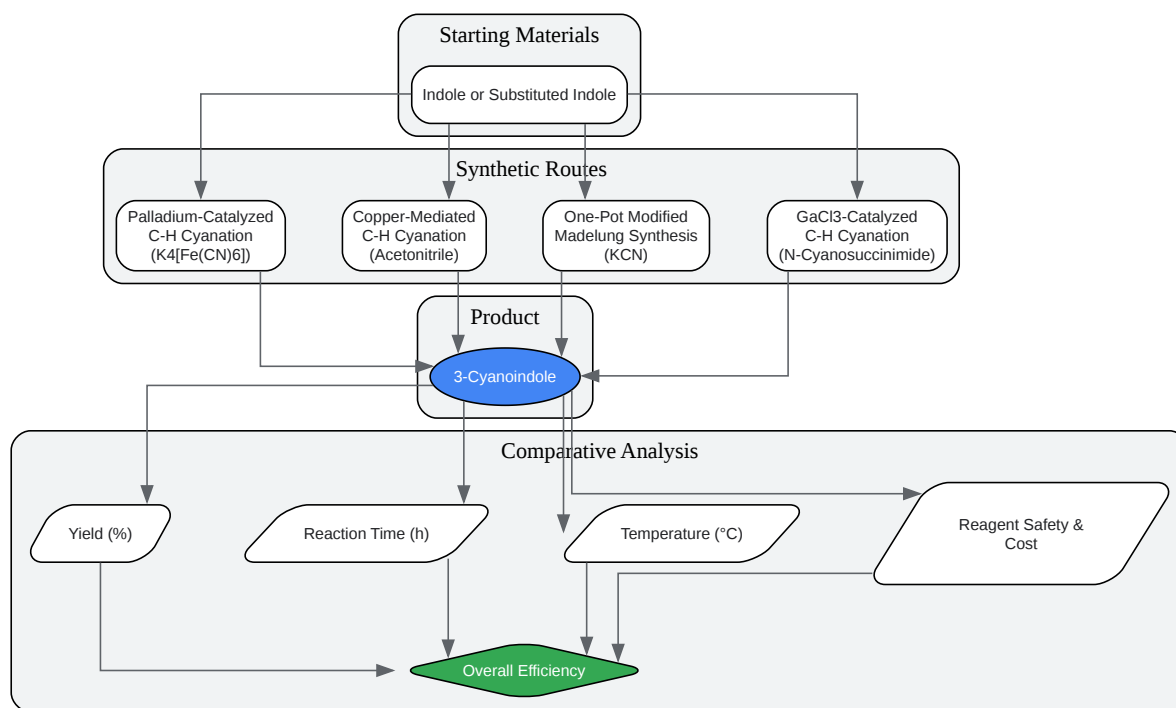 Starting Materials
Indole or Substituted Indole
Synthetic Routes
Palladium-Catalyzed
C-H Cyanation
(K4[Fe(CN)6])
Copper-Mediated
C-H Cyanation
(Acetonitrile)
One-Pot Modified
Madelung Synthesis
(KCN)
GaCl3-Catalyzed
C-H Cyanation
(N-Cyanosuccinimide)
Product
3-Cyanoindole
Comparative Analysis
Yield (%)
Reaction Time (h)
Temperature (°C)
Reagent Safety &
Cost
Overall Efficiency